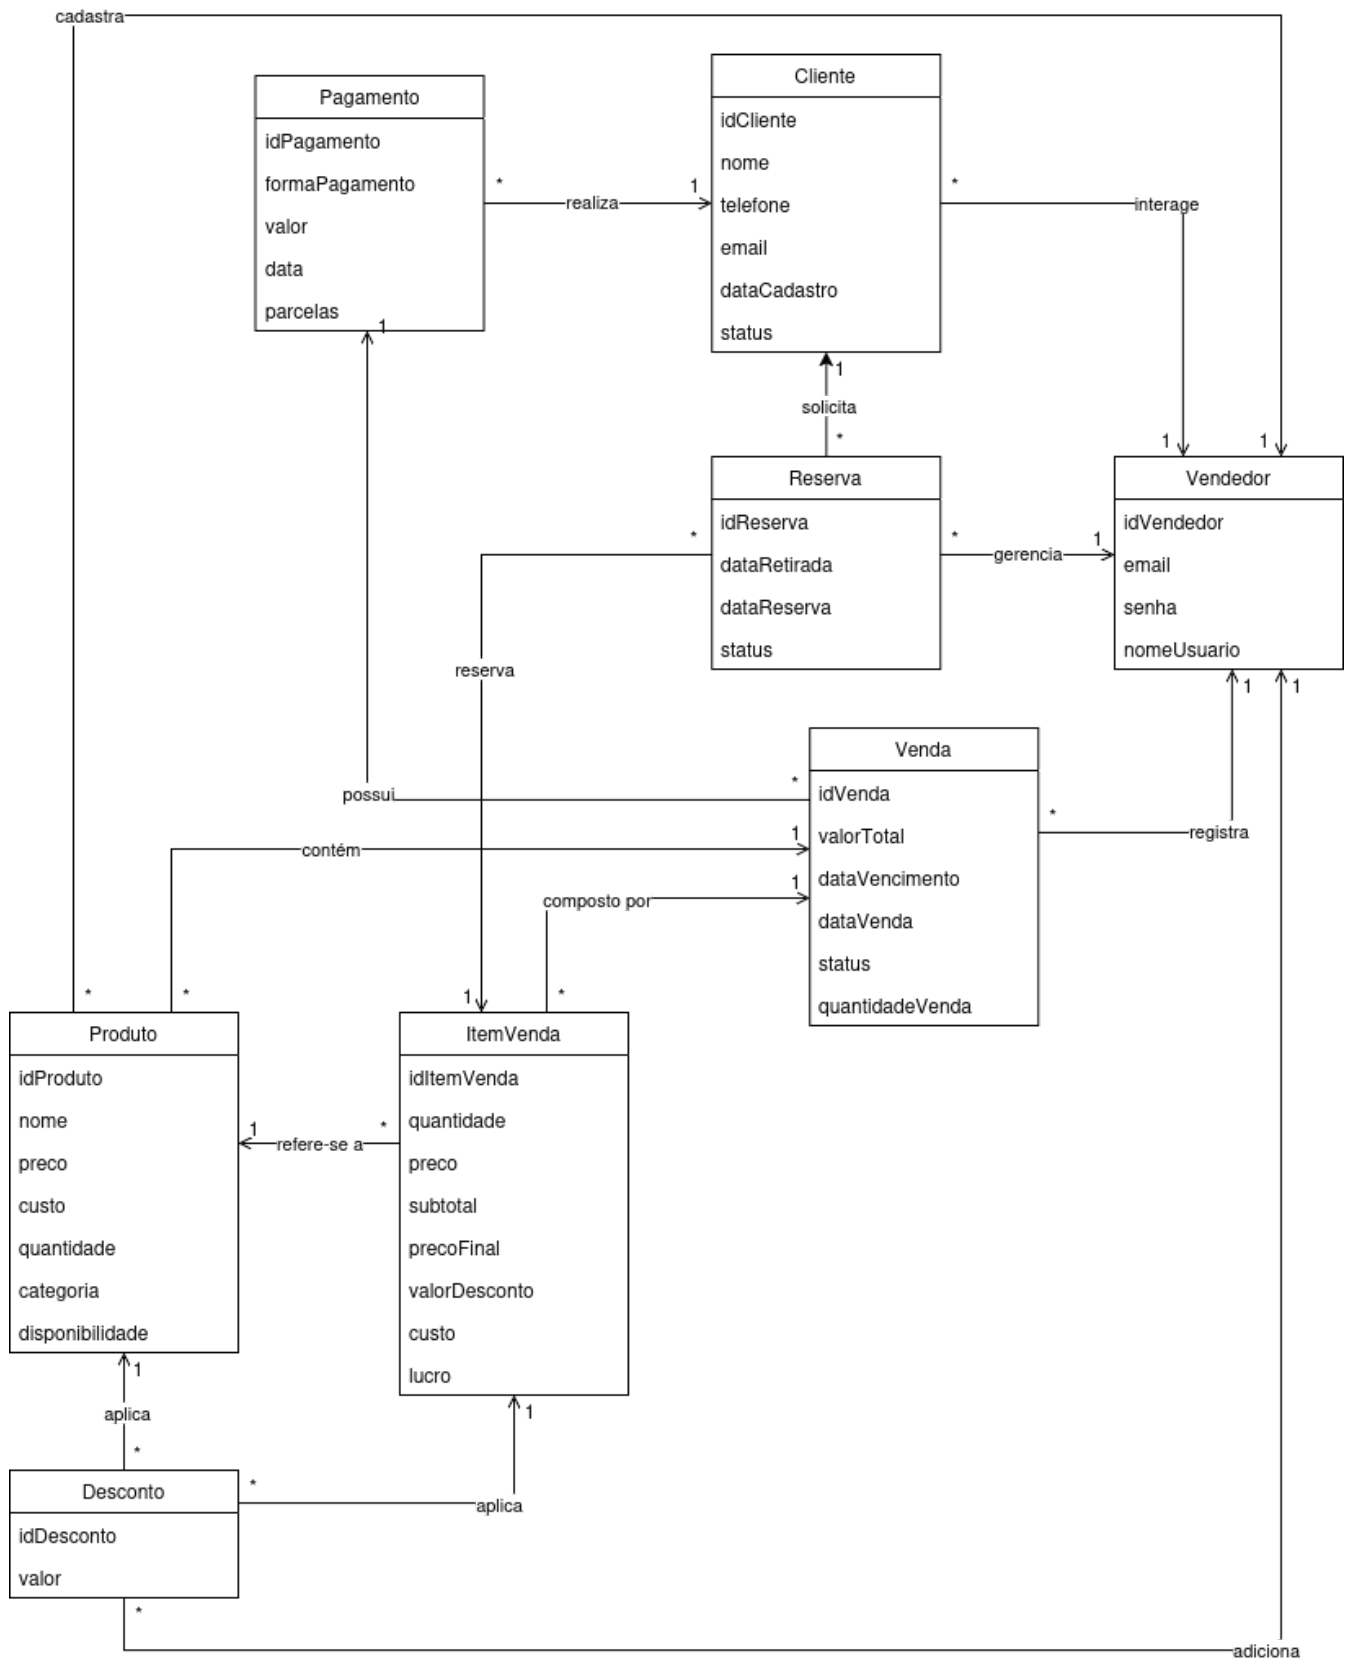 cadastra
Cliente
idCliente
nome
telefone
email
dataCadastro
status
Pagamento
idPagamento
formaPagamento
valor
data
parcelas
1
*
realiza
1
*
interage
1
solicita
*
1
1
Reserva
idReserva
dataRetirada
dataReserva
status
*
*
gerencia
1
Vendedor
idVendedor
email
senha
nomeUsuario
reserva
1
1
Venda
idVenda
valorTotal
dataVencimento
dataVenda
status
quantidadeVenda
possui
*
*
registra
contém
1
composto por
1
*
*
1
*
Produto
idProduto
nome
preco
custo
quantidade
categoria
disponibilidade
1
refere-se a
*
ItemVenda
idItemVenda
quantidade
preco
subtotal
precoFinal
valorDesconto
custo
lucro
1
aplica
*
1
Desconto
idDesconto
valor
*
aplica
*
adiciona